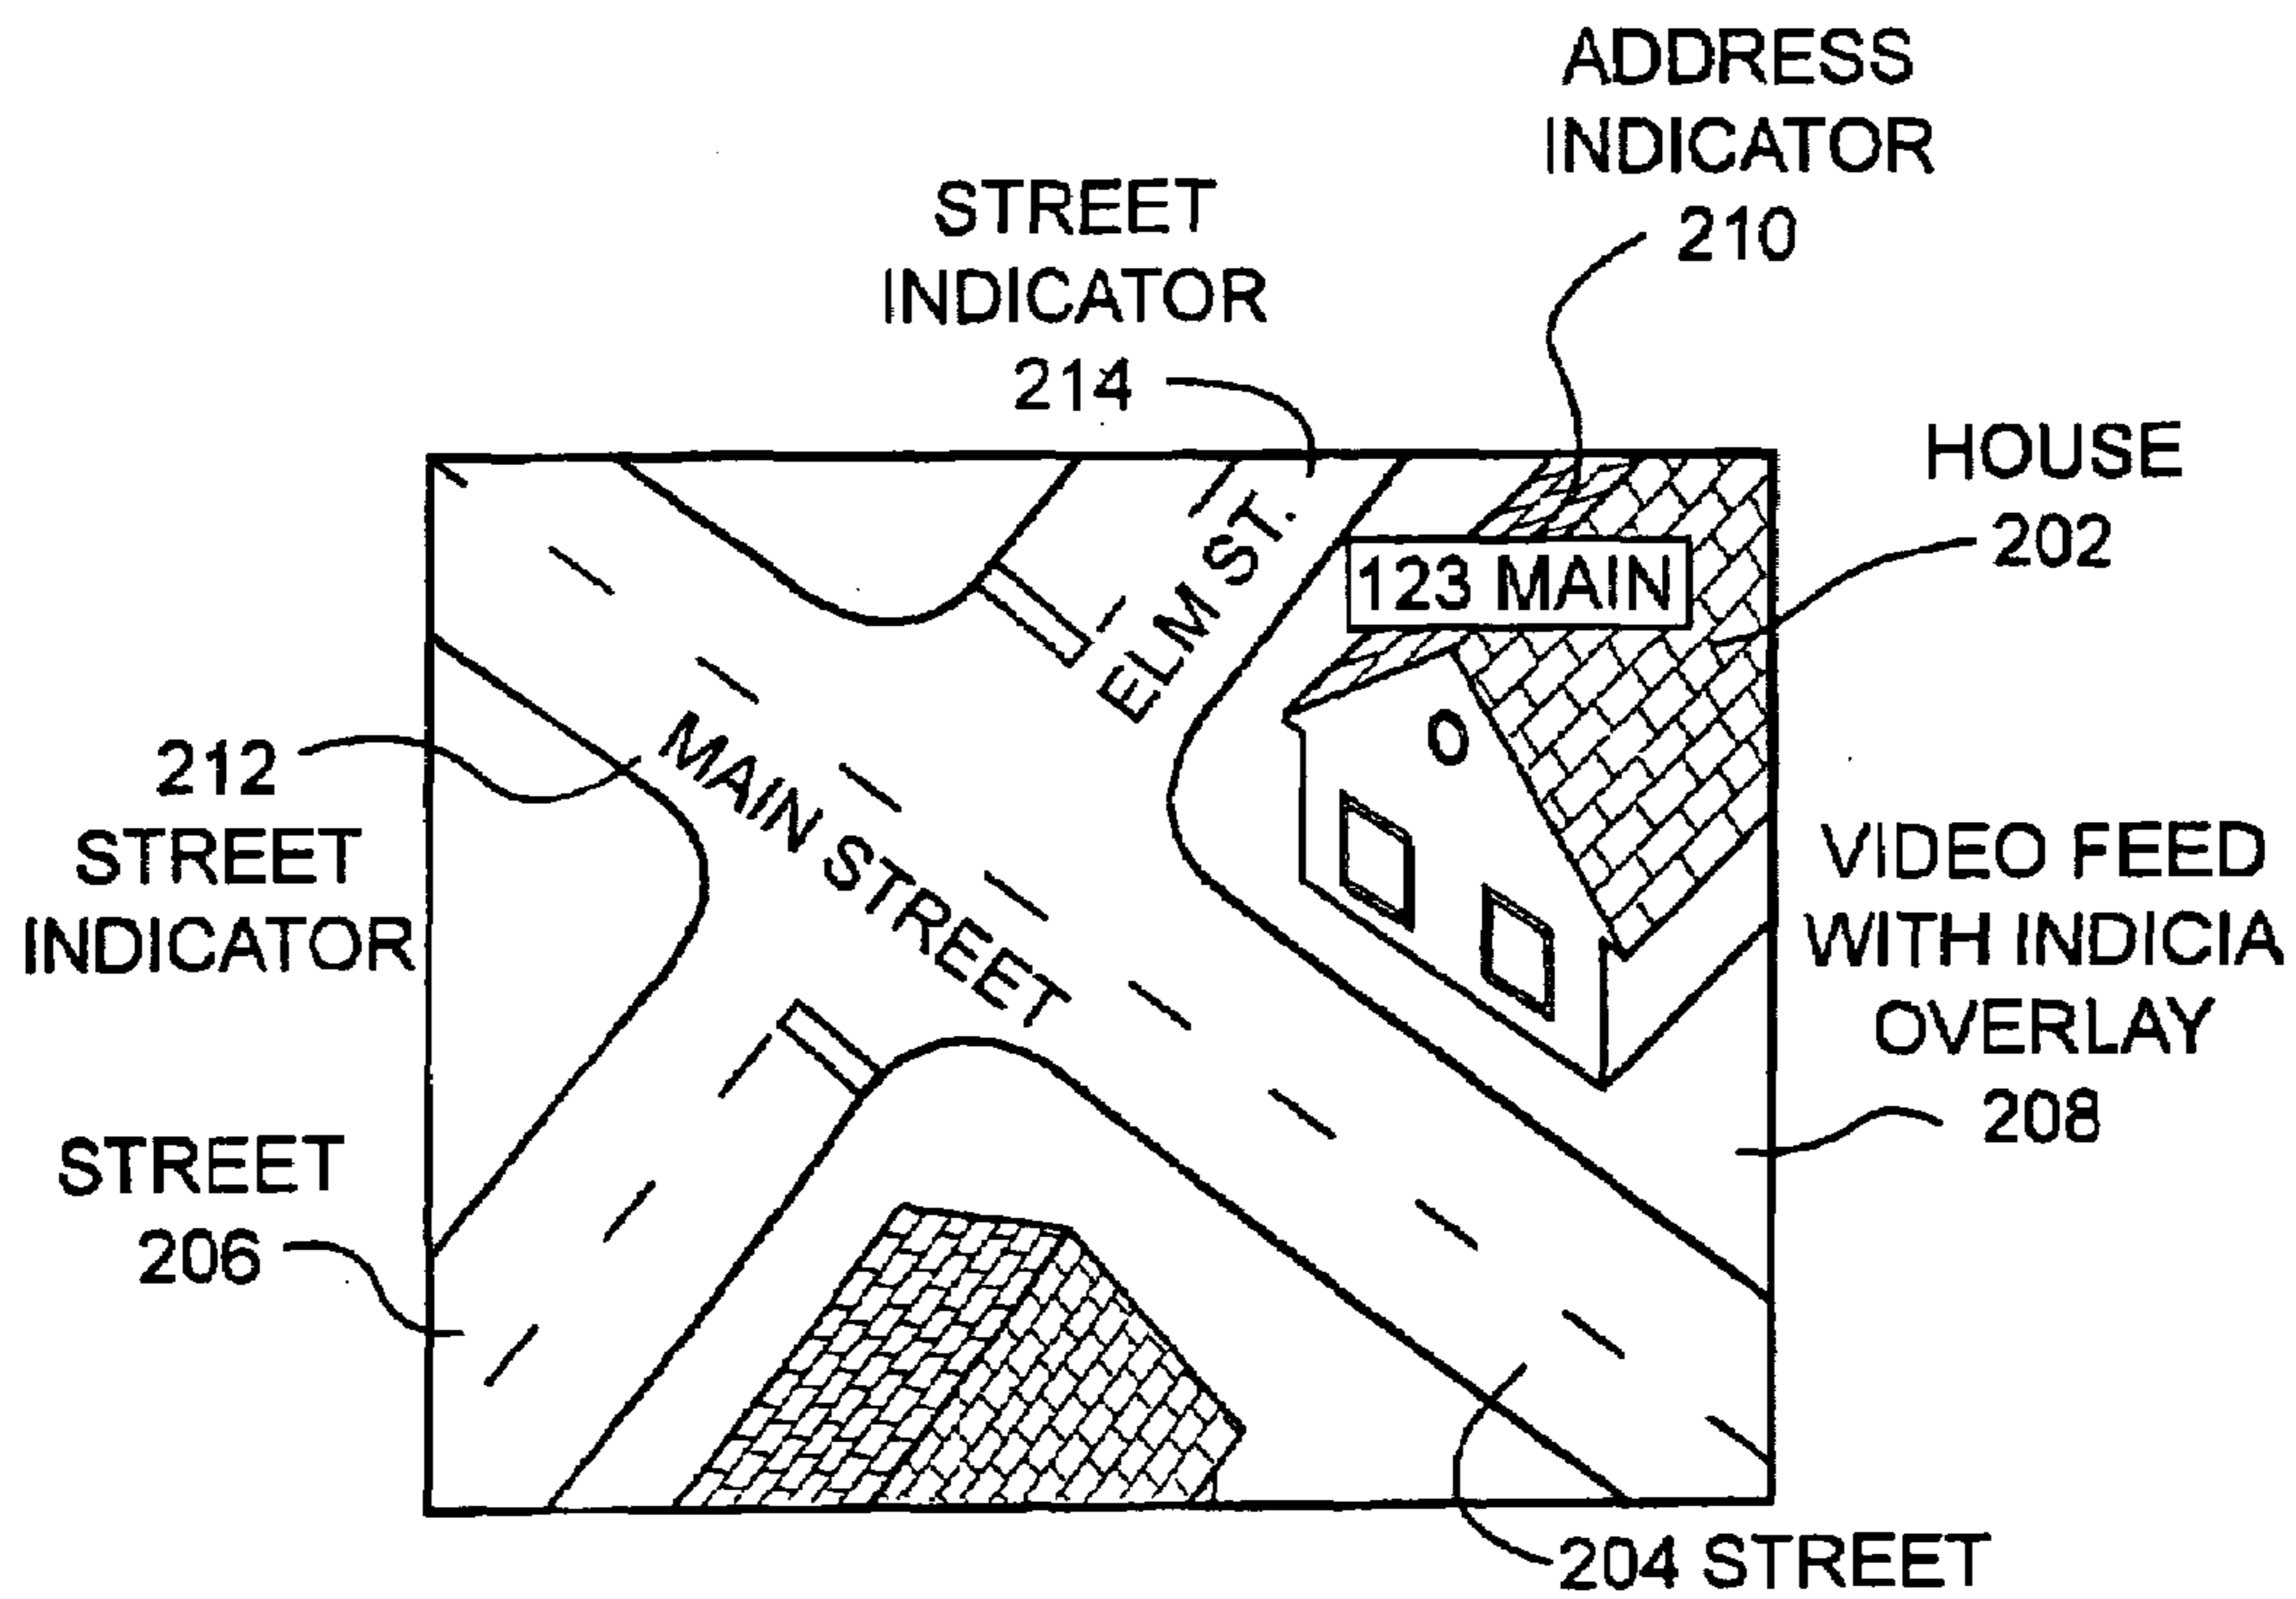 ADDRESS
INDICATOR
210
STREET
INDICATOR
214
HOUSE
202
ELM ST.
123 MAIN
212
STREET
INDICATOR
MAIN STREET
VIDEO FEED
WITH INDICIA
OVERLAY
208
STREET
206
204 STREET